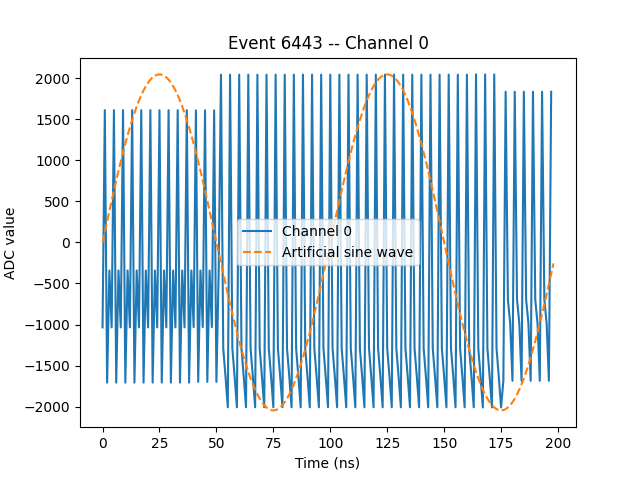 Event 6443 -- Channel 0
ADC value
2000
1500
1000
500
0
−500
−1000
−1500
−2000
Channel 0
Artificial sine wave
0 25 50 75 100 125 150 175 200
Time (ns)